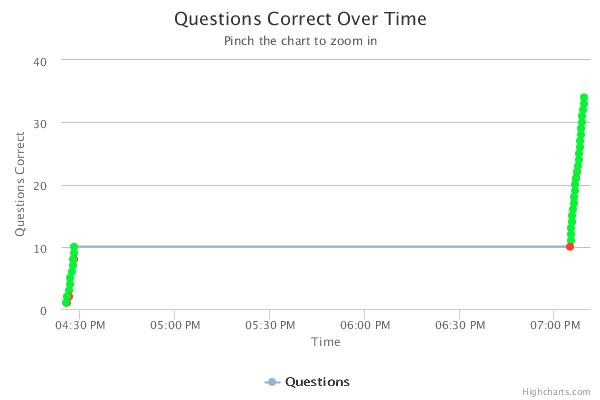 Questions Correct Over Time
Pinch the chart to zoom in
Questions Correct
40
30
20
10
0
04:30 PM 05:00 PM 05:30 PM 06:00 PM 06:30 PM 07:00 PM
Time
Questions
Highcharts.com